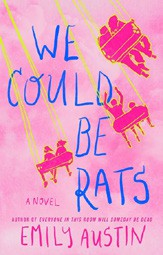 WE
COULD
BE
RATS
A NOVEL
AUTHOR OF EVERYONE IN THIS ROOM WILL SOMEDAY BE DEAD
EMILY AUSTIN